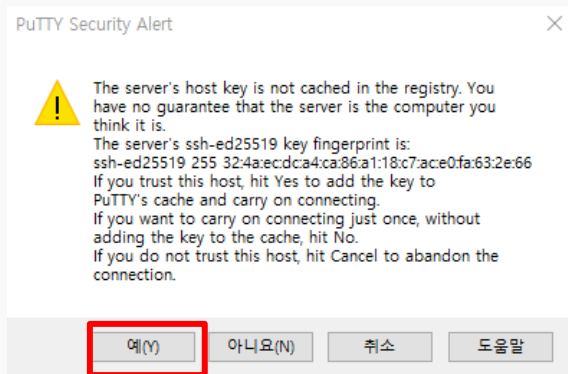 PuTTY Security Alert
The server's host key is not cached in the registry. You
have no guarantee that the server is the computer you
think it is.
The server's ssh-ed25519 key fingerprint is:
ssh-ed25519 255 32:4a:ec:dc:a4:ca:86:a1:18:c7:ac:e0:fa:63:2e:66
If you trust this host, hit Yes to add the key to
PuTTY's cache and carry on connecting.
If you want to carry on connecting just once, without
adding the key to the cache, hit No.
If you do not trust this host, hit Cancel to abandon the
connection.
예(Y) 아니요(N) 취소 도움말